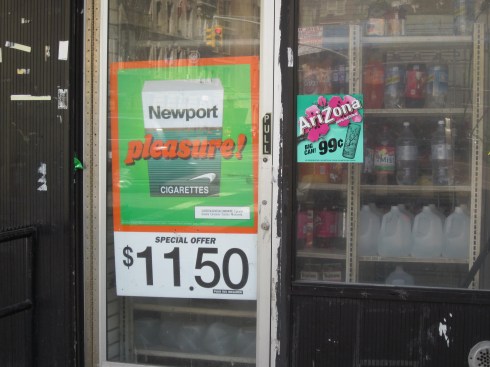 Newport
pleasure!
CIGARETTES
SPECIAL OFFER
$11.50
PULL
AriZona
BIG
CAN!
99¢